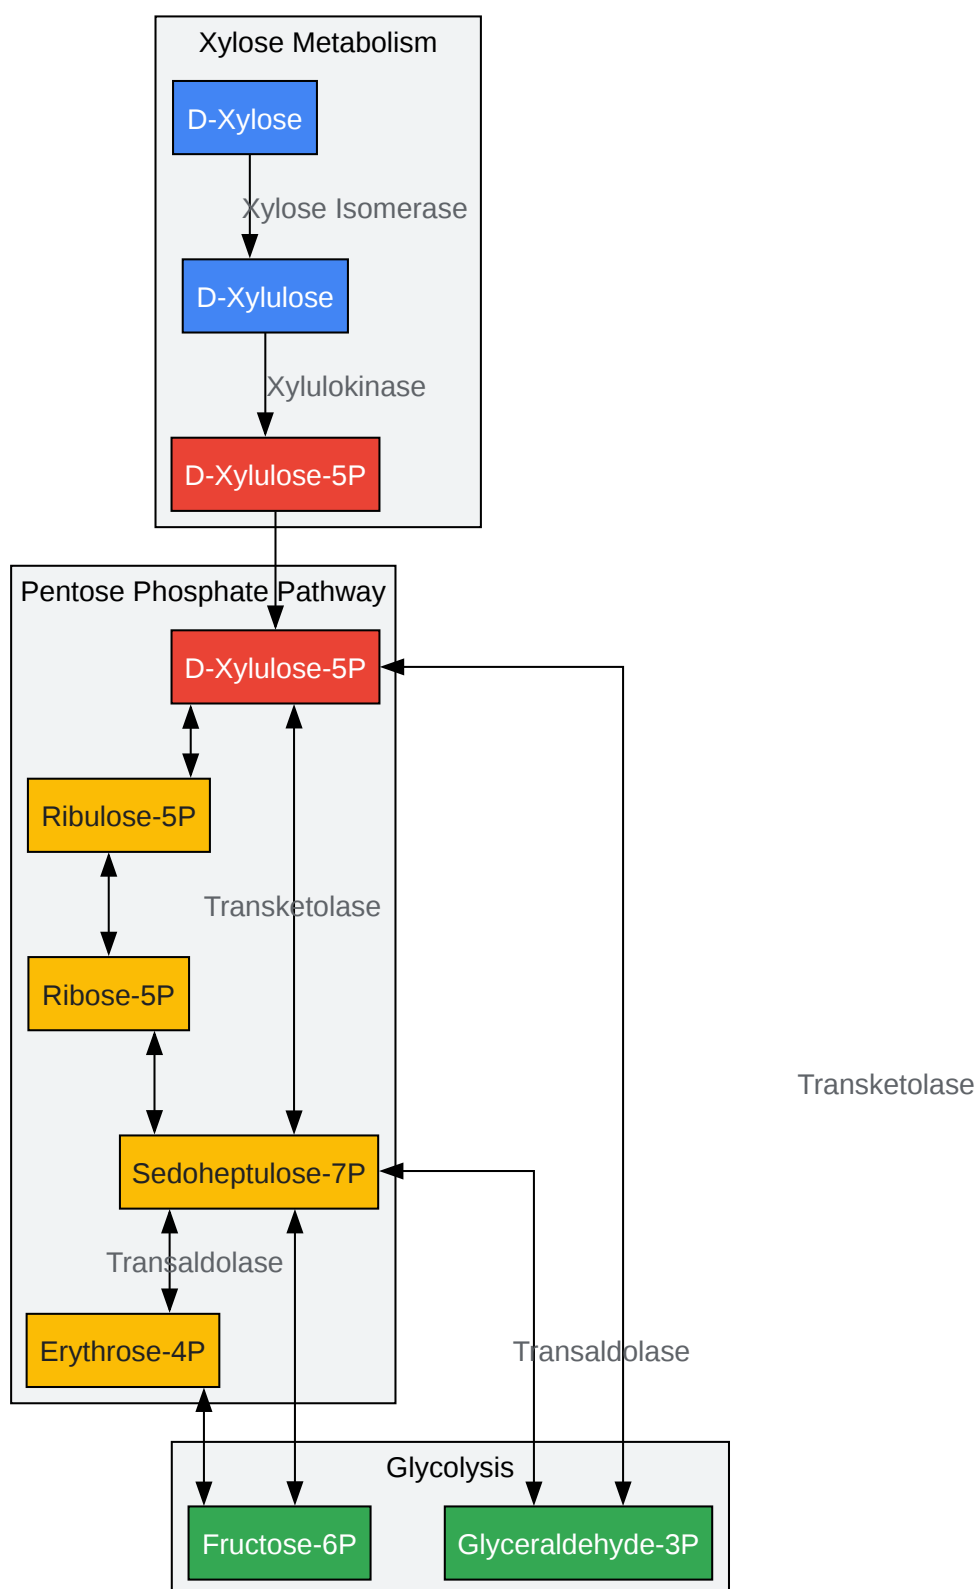 Xylose Metabolism
D-Xylose
Xylose Isomerase
D-Xylulose
Xylulokinase
D-Xylulose-5P
Pentose Phosphate Pathway
D-Xylulose-5P
Ribulose-5P
Transketolase
Ribose-5P
Transketolase
Sedoheptulose-7P
Transaldolase
Erythrose-4P
Transaldolase
Glycolysis
Fructose-6P
Glyceraldehyde-3P